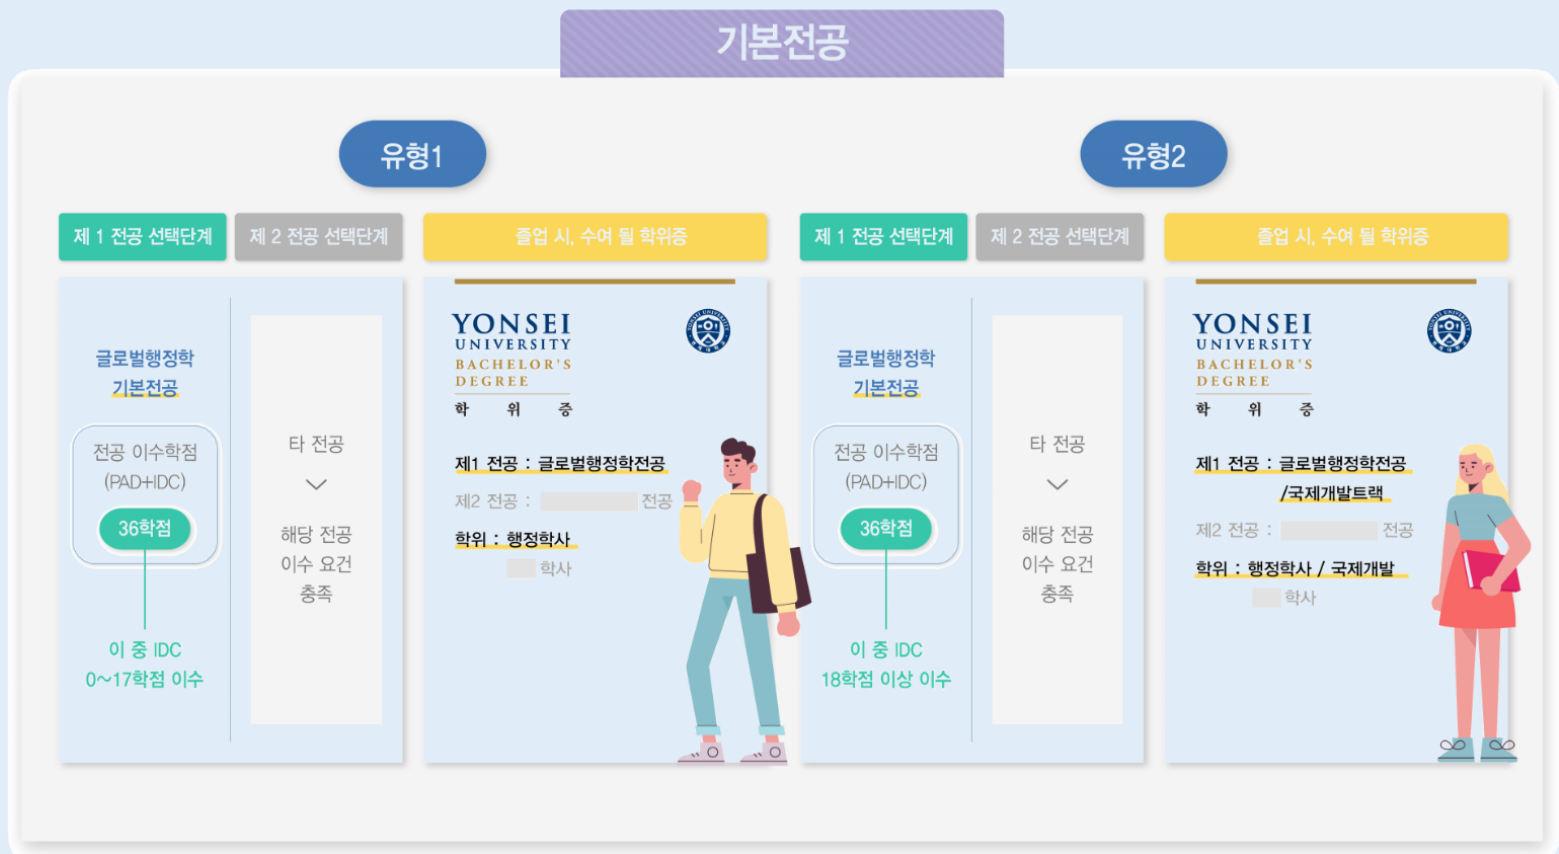 기본전공
유형1
제 1 전공 선택단계
제 2 전공 선택단계
졸업 시, 수여 될 학위증
글로벌행정학
기본전공
전공 이수학점
(PAD+IDC)
36학점
이 중 IDC
0~17학점 이수
타 전공
해당 전공
이수 요건
충족
YONSEI
UNIVERSITY
BACHELOR'S
DEGREE
학 위 증
제1 전공 : 글로벌행정학전공
제2 전공 : 전공
학위 : 행정학사
학사
유형2
제 1 전공 선택단계
제 2 전공 선택단계
졸업 시, 수여 될 학위증
글로벌행정학
기본전공
전공 이수학점
(PAD+IDC)
36학점
이 중 IDC
18학점 이상 이수
타 전공
해당 전공
이수 요건
충족
YONSEI
UNIVERSITY
BACHELOR'S
DEGREE
학 위 증
제1 전공 : 글로벌행정학전공
/국제개발트랙
제2 전공 : 전공
학위 : 행정학사 / 국제개발
학사